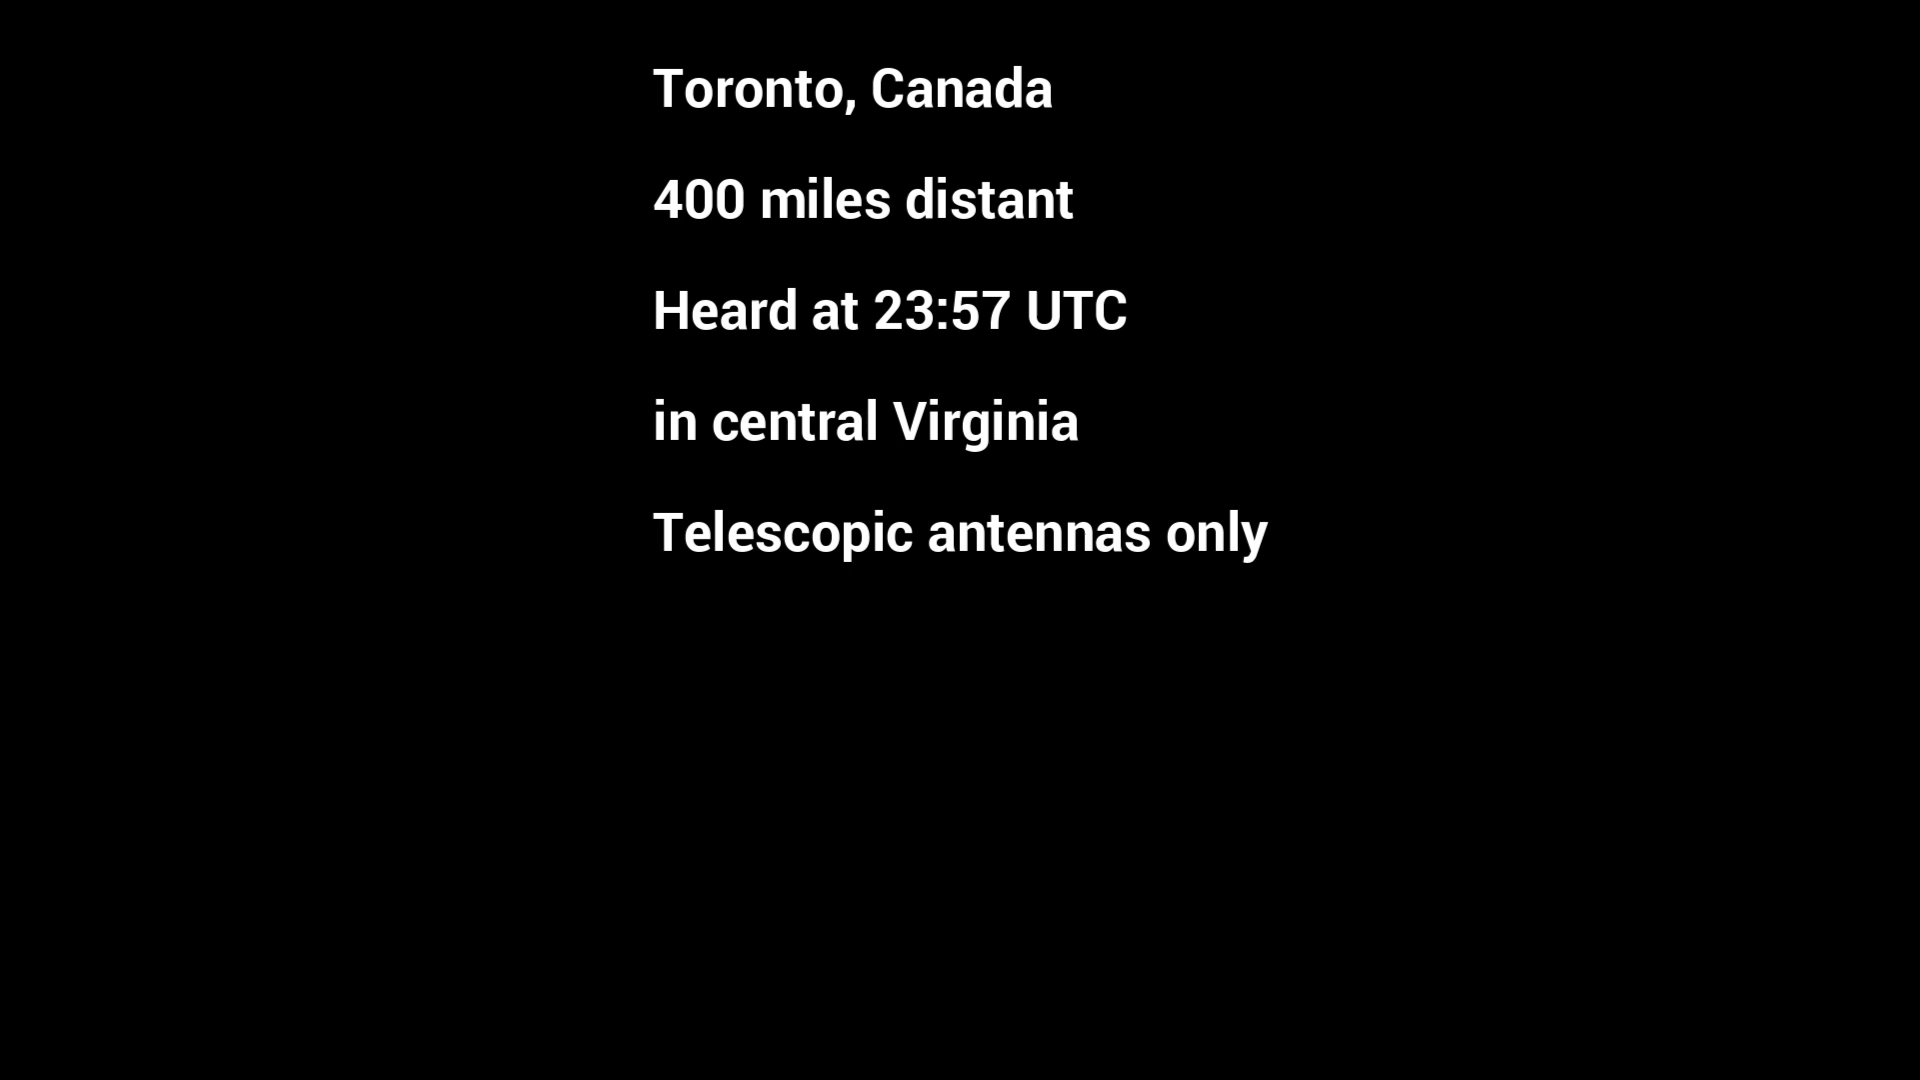 Toronto, Canada
400 miles distant
Heard at 23:57 UTC
in central Virginia
Telescopic antennas only